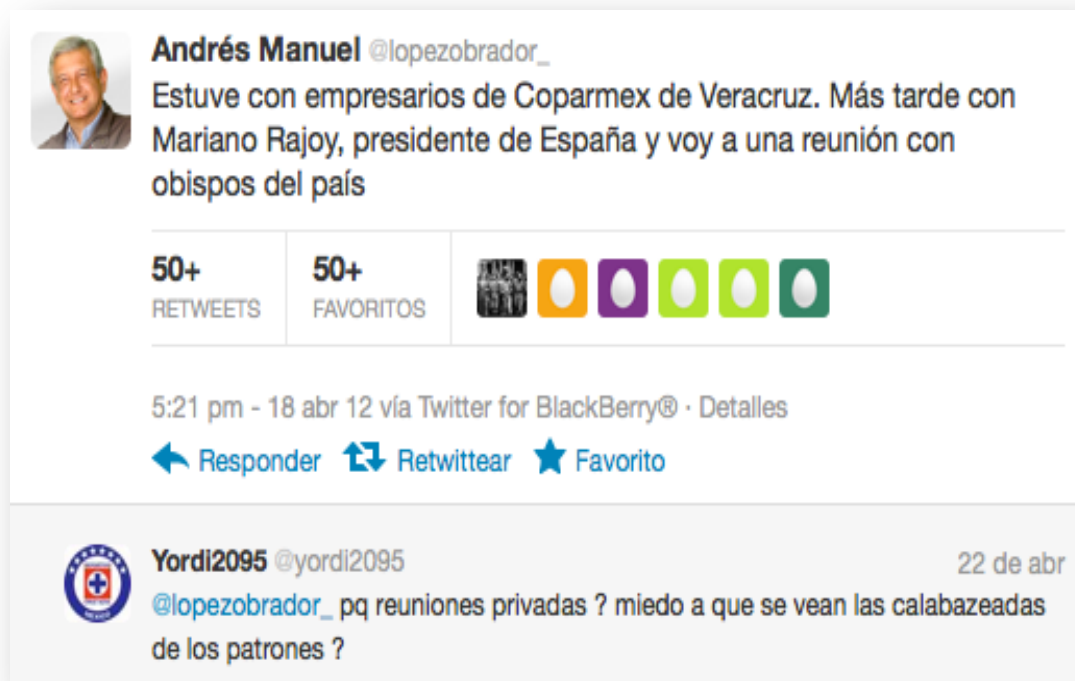 Andrés Manuel @lopezobrador_
Estuve con empresarios de Coparmex de Veracruz. Más tarde con
Mariano Rajoy, presidente de España y voy a una reunión con
obispos del país
50+ 50+
RETWEETS FAVORITOS
5:21 pm - 18 abr 12 vía Twitter for BlackBerry® · Detalles
Responder Retwittear Favorito
Yordi2095 @yordi2095 22 de abr
@lopezobrador_ pq reuniones privadas ? miedo a que se vean las calabazeadas
de los patrones ?